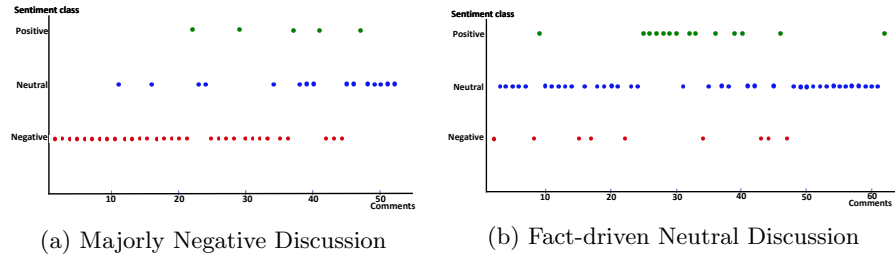 Sentiment class
Positive
Neutral
Negative
10
20
30
40
50
Comments
(a) Majorly Negative Discussion
Sentiment class
Positive
Neutral
Negative
10
20
30
40
50
60
Comments
(b) Fact-driven Neutral Discussion